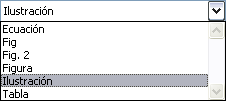 Ilustración
Ecuación
Fig
Fig. 2
Figura
Ilustración
Tabla